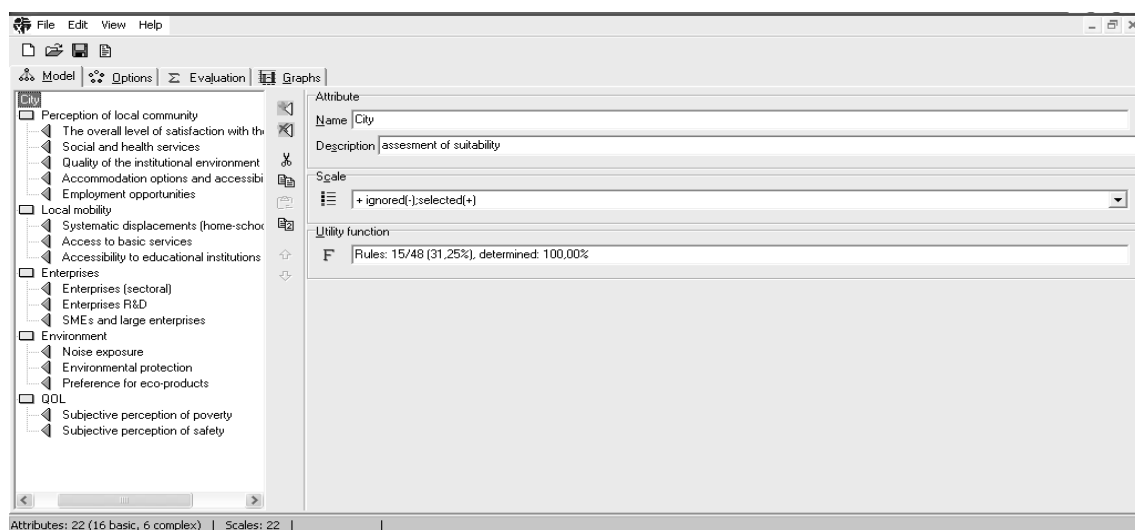 File Edit View Help
Model Options Evaluation Graphs
City
Perception of local community
The overall level of satisfaction with th
Social and health services
Quality of the institutional environment
Accommodation options and accessibi
Employment opportunities
Local mobility
Systematic displacements (home-schoo
Access to basic services
Accessibility to educational institutions
Enterprises
Enterprises (sectoral)
Enterprises R&D
SMEs and large enterprises
Environment
Noise exposure
Environmental protection
Preference for eco-products
QOL
Subjective perception of poverty
Subjective perception of safety
Attribute
Name City
Description assesment of suitability
Scale
+ ignored(-);selected(+)
Utility function
F Rules: 15/48 (31,25%), determined: 100,00%
Attributes: 22 (16 basic, 6 complex) | Scales: 22 |